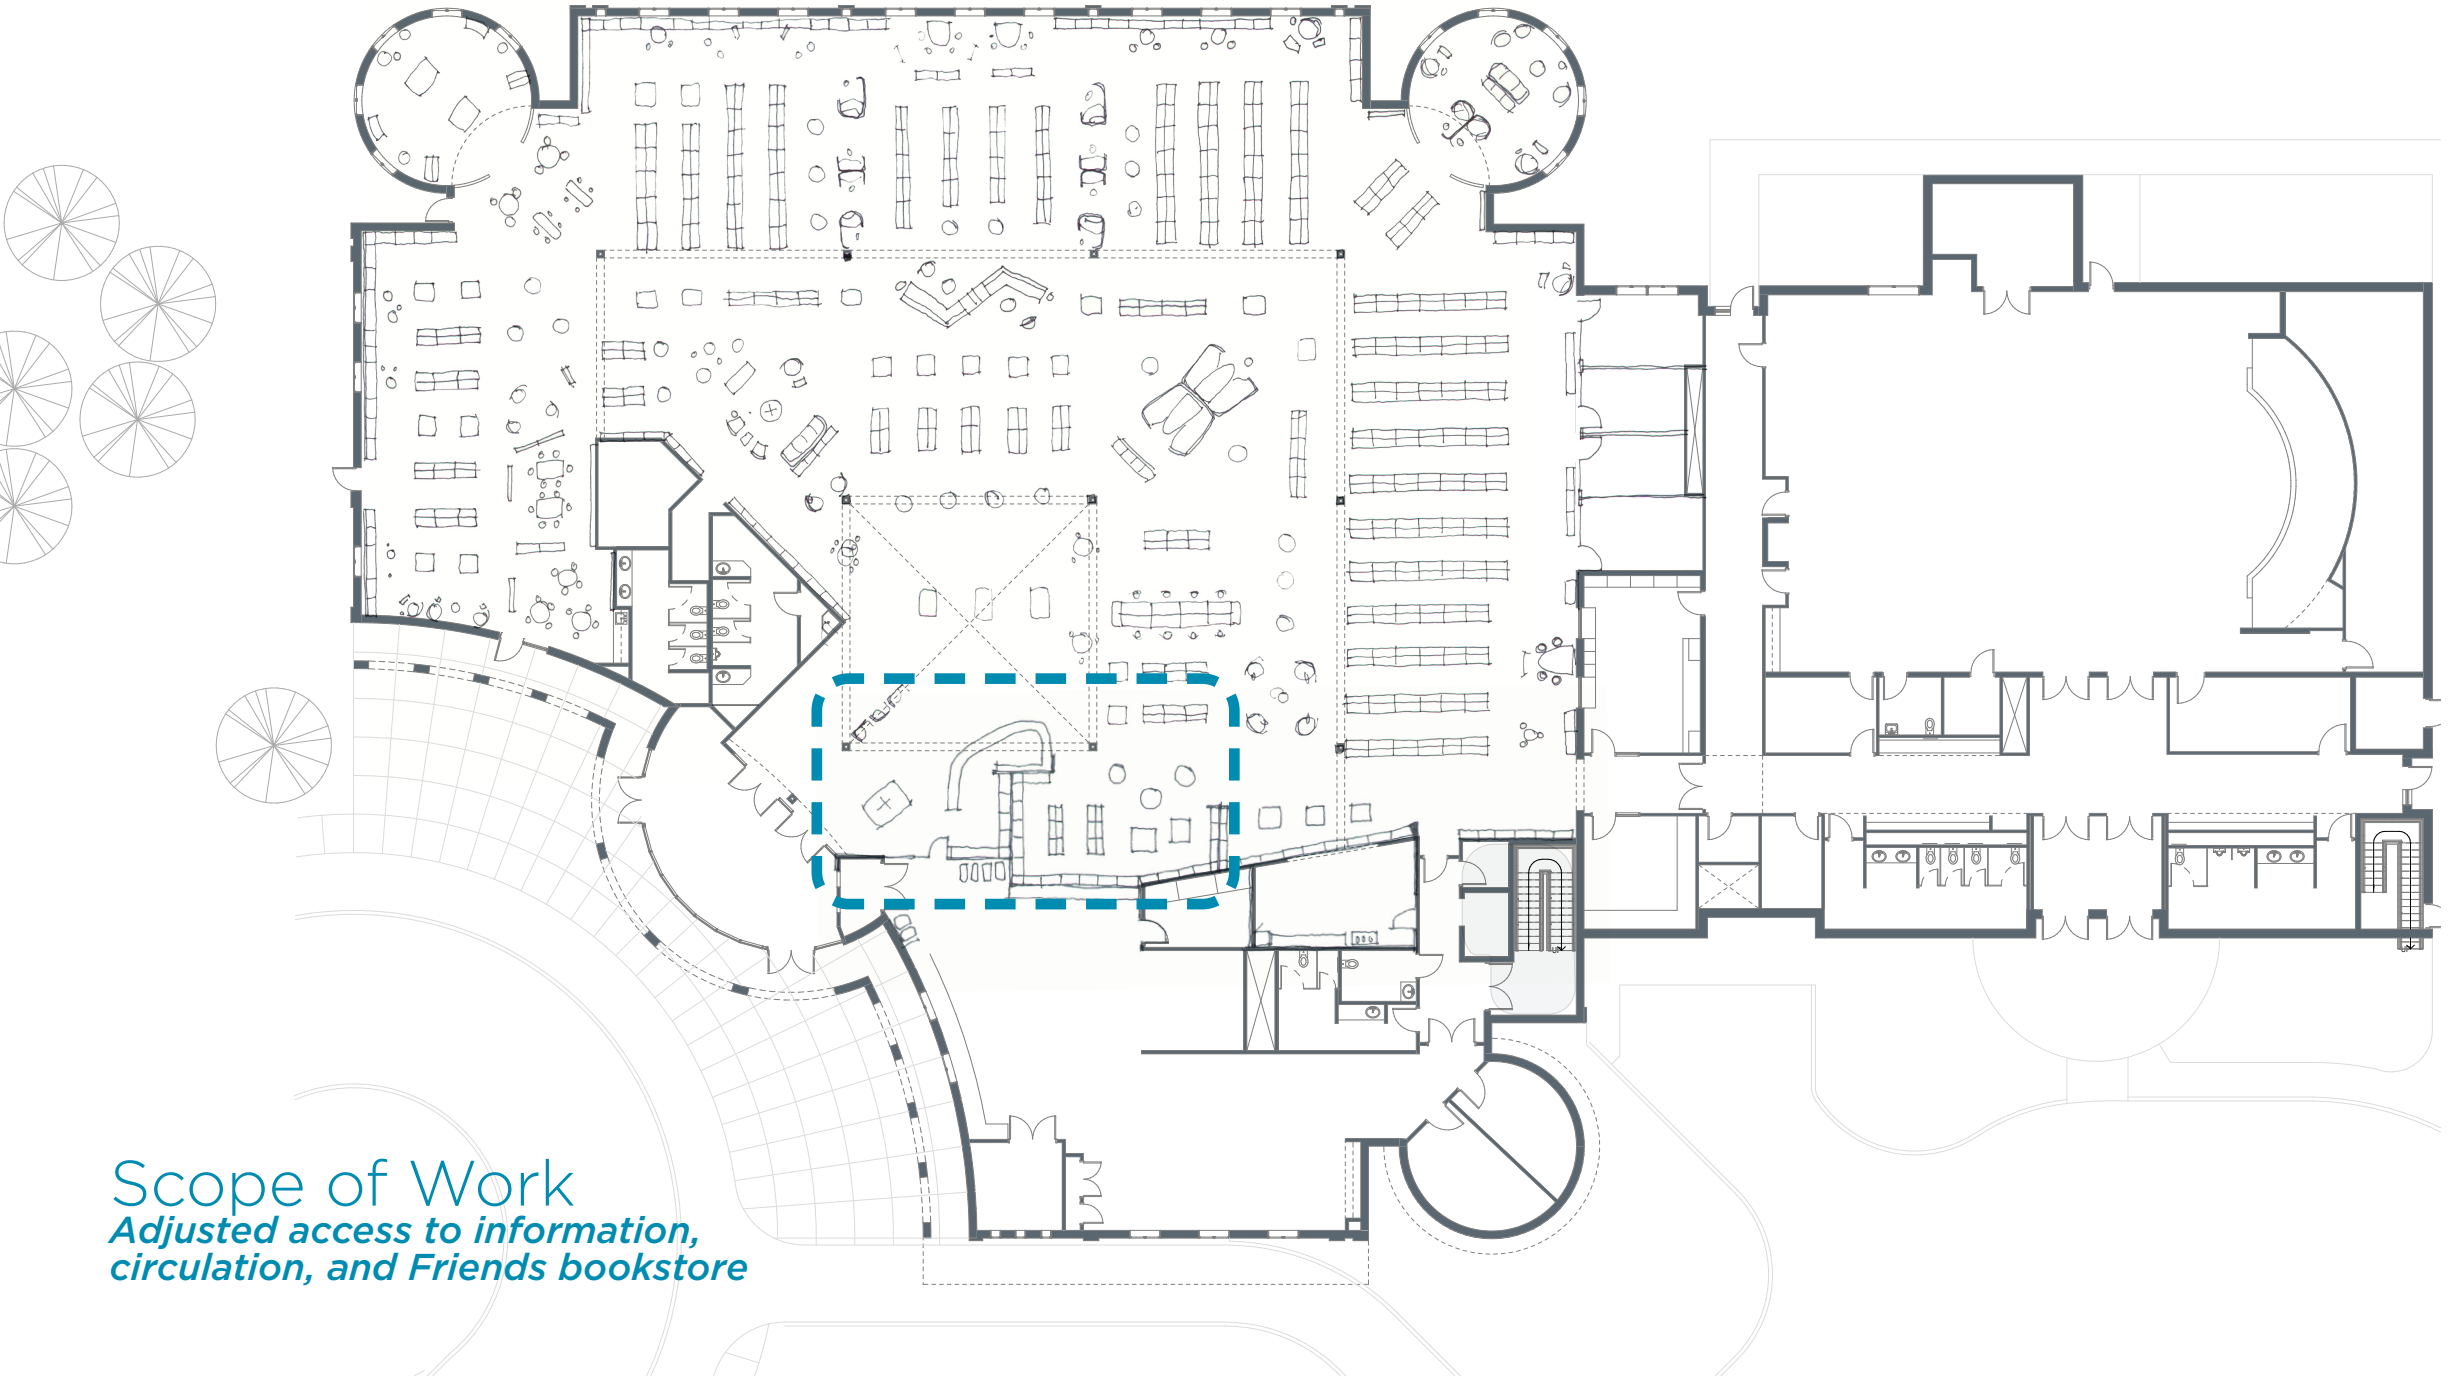 Scope of Work
Adjusted access to information,
circulation, and Friends bookstore